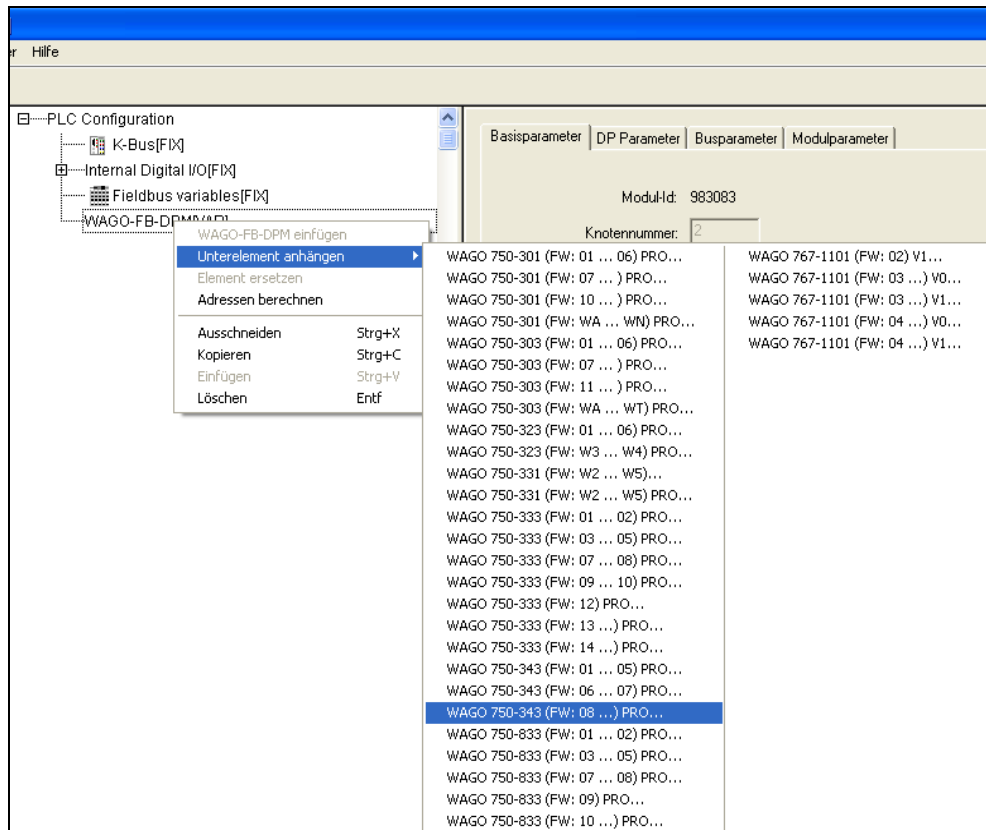 r Hilfe
PLC Configuration
K-Bus[FIX]
Internal Digital I/O[FIX]
Fieldbus variables[FIX]
WAGO-FB-DPM[VAR]
Basisparameter DP Parameter Busparameter Modulparameter
Modul-Id: 983083
Knotennummer: 2
WAGO-FB-DPM einfügen
Unterelement anhängen
Element ersetzen
Adressen berechnen
Ausschneiden Strg+X
Kopieren Strg+C
Einfügen Strg+V
Löschen Entf
WAGO 750-301 (FW: 01 ... 06) PRO...
WAGO 750-301 (FW: 07 ... ) PRO...
WAGO 750-301 (FW: 10 ... ) PRO...
WAGO 750-301 (FW: WA ... WN) PRO...
WAGO 750-303 (FW: 01 ... 06) PRO...
WAGO 750-303 (FW: 07 ... ) PRO...
WAGO 750-303 (FW: 11 ... ) PRO...
WAGO 750-303 (FW: WA ... WT) PRO...
WAGO 750-323 (FW: 01 ... 06) PRO...
WAGO 750-323 (FW: W3 ... W4) PRO...
WAGO 750-331 (FW: W2 ... W5)...
WAGO 750-331 (FW: W2 ... W5) PRO...
WAGO 750-333 (FW: 01 ... 02) PRO...
WAGO 750-333 (FW: 03 ... 05) PRO...
WAGO 750-333 (FW: 07 ... 08) PRO...
WAGO 750-333 (FW: 09 ... 10) PRO...
WAGO 750-333 (FW: 12) PRO...
WAGO 750-333 (FW: 13 ...) PRO...
WAGO 750-333 (FW: 14 ...) PRO...
WAGO 750-343 (FW: 01 ... 05) PRO...
WAGO 750-343 (FW: 06 ... 07) PRO...
WAGO 750-343 (FW: 08 ...) PRO...
WAGO 750-833 (FW: 01 ... 02) PRO...
WAGO 750-833 (FW: 03 ... 05) PRO...
WAGO 750-833 (FW: 07 ... 08) PRO...
WAGO 750-833 (FW: 09) PRO...
WAGO 750-833 (FW: 10 ...) PRO...
WAGO 767-1101 (FW: 02) V1...
WAGO 767-1101 (FW: 03 ...) V0...
WAGO 767-1101 (FW: 03 ...) V1...
WAGO 767-1101 (FW: 04 ...) V0...
WAGO 767-1101 (FW: 04 ...) V1...